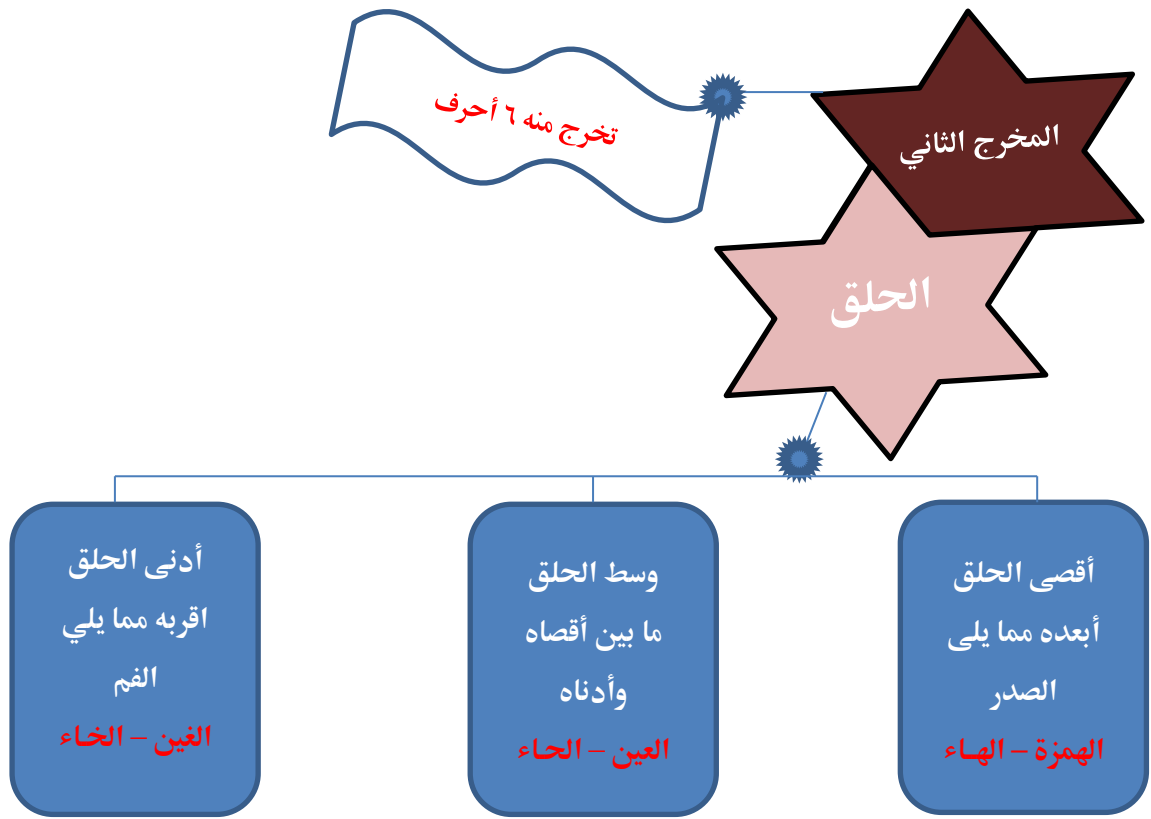 المخرج الثاني
تخرج منه ٦ أحرف
الحلق
أقصى الحلق
أبعده مما يلى
الصدر
الهمزة – الهاء
وسط الحلق
ما بين أقصاه
وأدناه
العين – الحاء
أدنى الحلق
اقربه مما يلي
الفم
الغين – الخاء